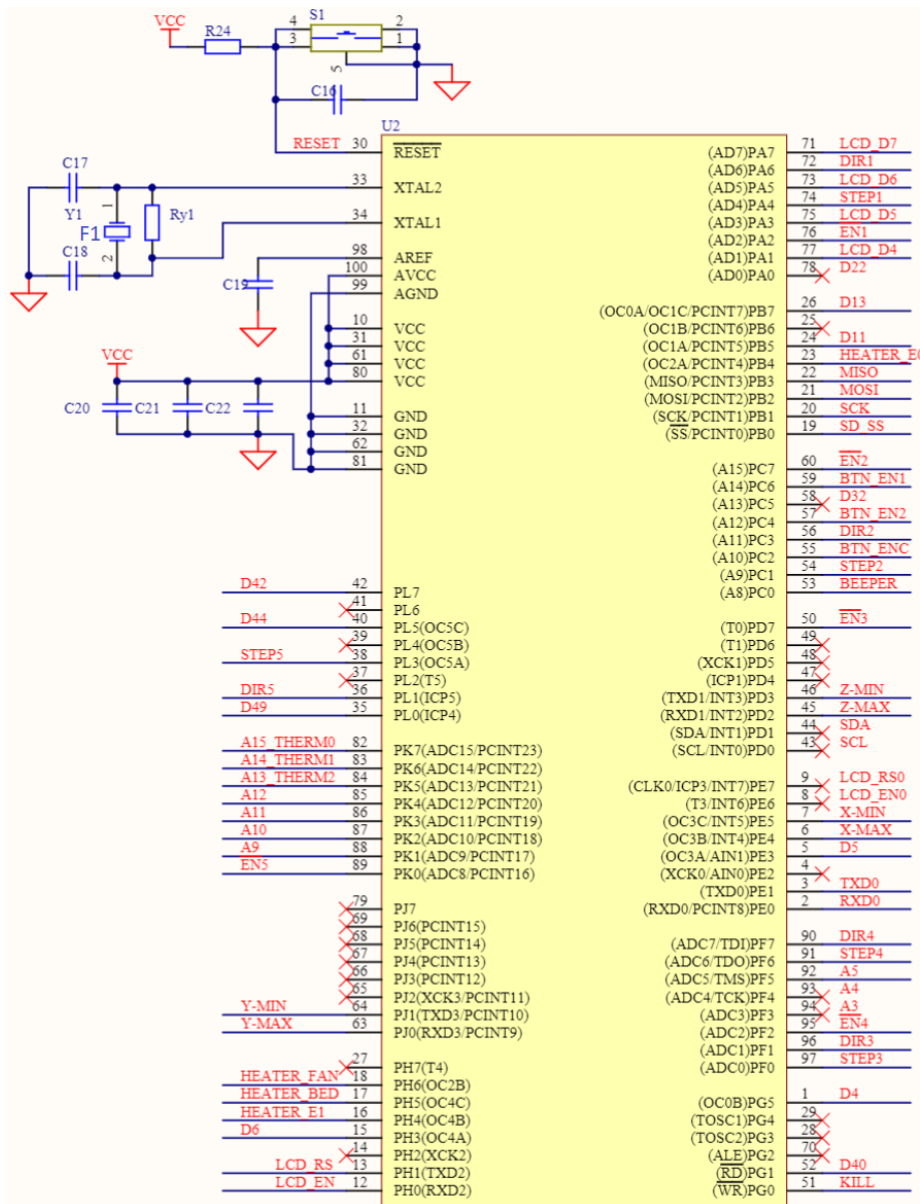 S1
VCC R24 4 2
3 1
5
C16
U2
RESET 30 RESET
C17 33 XTAL2
Y1 1 Ry1 34 XTAL1
F1
C18 2
98 AREF
100 AVCC
C19 99 AGND
10 VCC
31 VCC
VCC 61 VCC
80 VCC
C20 C21 C22
11 GND
32 GND
62 GND
81 GND
D42 42 PL7
41 PL6
D44 40 PL5(OC5C)
39 PL4(OC5B)
STEP5 38 PL3(OC5A)
37 PL2(T5)
DIR5 36 PL1(ICP5)
D49 35 PL0(ICP4)
A15_THERM0 82 PK7(ADC15/PCINT23)
A14_THERM1 83 PK6(ADC14/PCINT22)
A13_THERM2 84 PK5(ADC13/PCINT21)
A12 85 PK4(ADC12/PCINT20)
A11 86 PK3(ADC11/PCINT19)
A10 87 PK2(ADC10/PCINT18)
A9 88 PK1(ADC9/PCINT17)
EN5 89 PK0(ADC8/PCINT16)
79 PJ7
69 PJ6(PCINT15)
68 PJ5(PCINT14)
67 PJ4(PCINT13)
66 PJ3(PCINT12)
65 PJ2(XCK3/PCINT11)
Y-MIN 64 PJ1(TXD3/PCINT10)
Y-MAX 63 PJ0(RXD3/PCINT9)
27 PH7(T4)
HEATER_FAN 18 PH6(OC2B)
HEATER_BED 17 PH5(OC4C)
HEATER_E1 16 PH4(OC4B)
D6 15 PH3(OC4A)
14 PH2(XCK2)
LCD_RS 13 PH1(TXD2)
LCD_EN 12 PH0(RXD2)
(AD7)PA7 71 LCD_D7
(AD6)PA6 72 DIR1
(AD5)PA5 73 LCD_D6
(AD4)PA4 74 STEP1
(AD3)PA3 75 LCD_D5
(AD2)PA2 76 EN1
(AD1)PA1 77 LCD_D4
(AD0)PA0 78 D22
(OC0A/OC1C/PCINT7)PB7 26 D13
(OC1B/PCINT6)PB6 25
(OC1A/PCINT5)PB5 24 D11
(OC2A/PCINT4)PB4 23 HEATER_E0
(MISO/PCINT3)PB3 22 MISO
(MOSI/PCINT2)PB2 21 MOSI
(SCK/PCINT1)PB1 20 SCK
(SS/PCINT0)PB0 19 SD_SS
(A15)PC7 60 EN2
(A14)PC6 59 BTN_EN1
(A13)PC5 58 D32
(A12)PC4 57 BTN_EN2
(A11)PC3 56 DIR2
(A10)PC2 55 BTN_ENC
(A9)PC1 54 STEP2
(A8)PC0 53 BEEPER
(T0)PD7 50 EN3
(T1)PD6 49
(XCK1)PD5 48
(ICP1)PD4 47
(TXD1/INT3)PD3 46 Z-MIN
(RXD1/INT2)PD2 45 Z-MAX
(SDA/INT1)PD1 44 SDA
(SCL/INT0)PD0 43 SCL
(CLK0/ICP3/INT7)PE7 9 LCD_RS0
(T3/INT6)PE6 8 LCD_EN0
(OC3C/INT5)PE5 7 X-MIN
(OC3B/INT4)PE4 6 X-MAX
(OC3A/AIN1)PE3 5 D5
(XCK0/AIN0)PE2 4
(TXD0)PE1 3 TXD0
(RXD0/PCINT8)PE0 2 RXD0
(ADC7/TDI)PF7 90 DIR4
(ADC6/TDO)PF6 91 STEP4
(ADC5/TMS)PF5 92 A5
(ADC4/TCK)PF4 93 A4
(ADC3)PF3 94 A3
(ADC2)PF2 95 EN4
(ADC1)PF1 96 DIR3
(ADC0)PF0 97 STEP3
(OC0B)PG5 1 D4
(TOSC1)PG4 29
(TOSC2)PG3 28
(ALE)PG2 70
(RD)PG1 52 D40
(WR)PG0 51 KILL